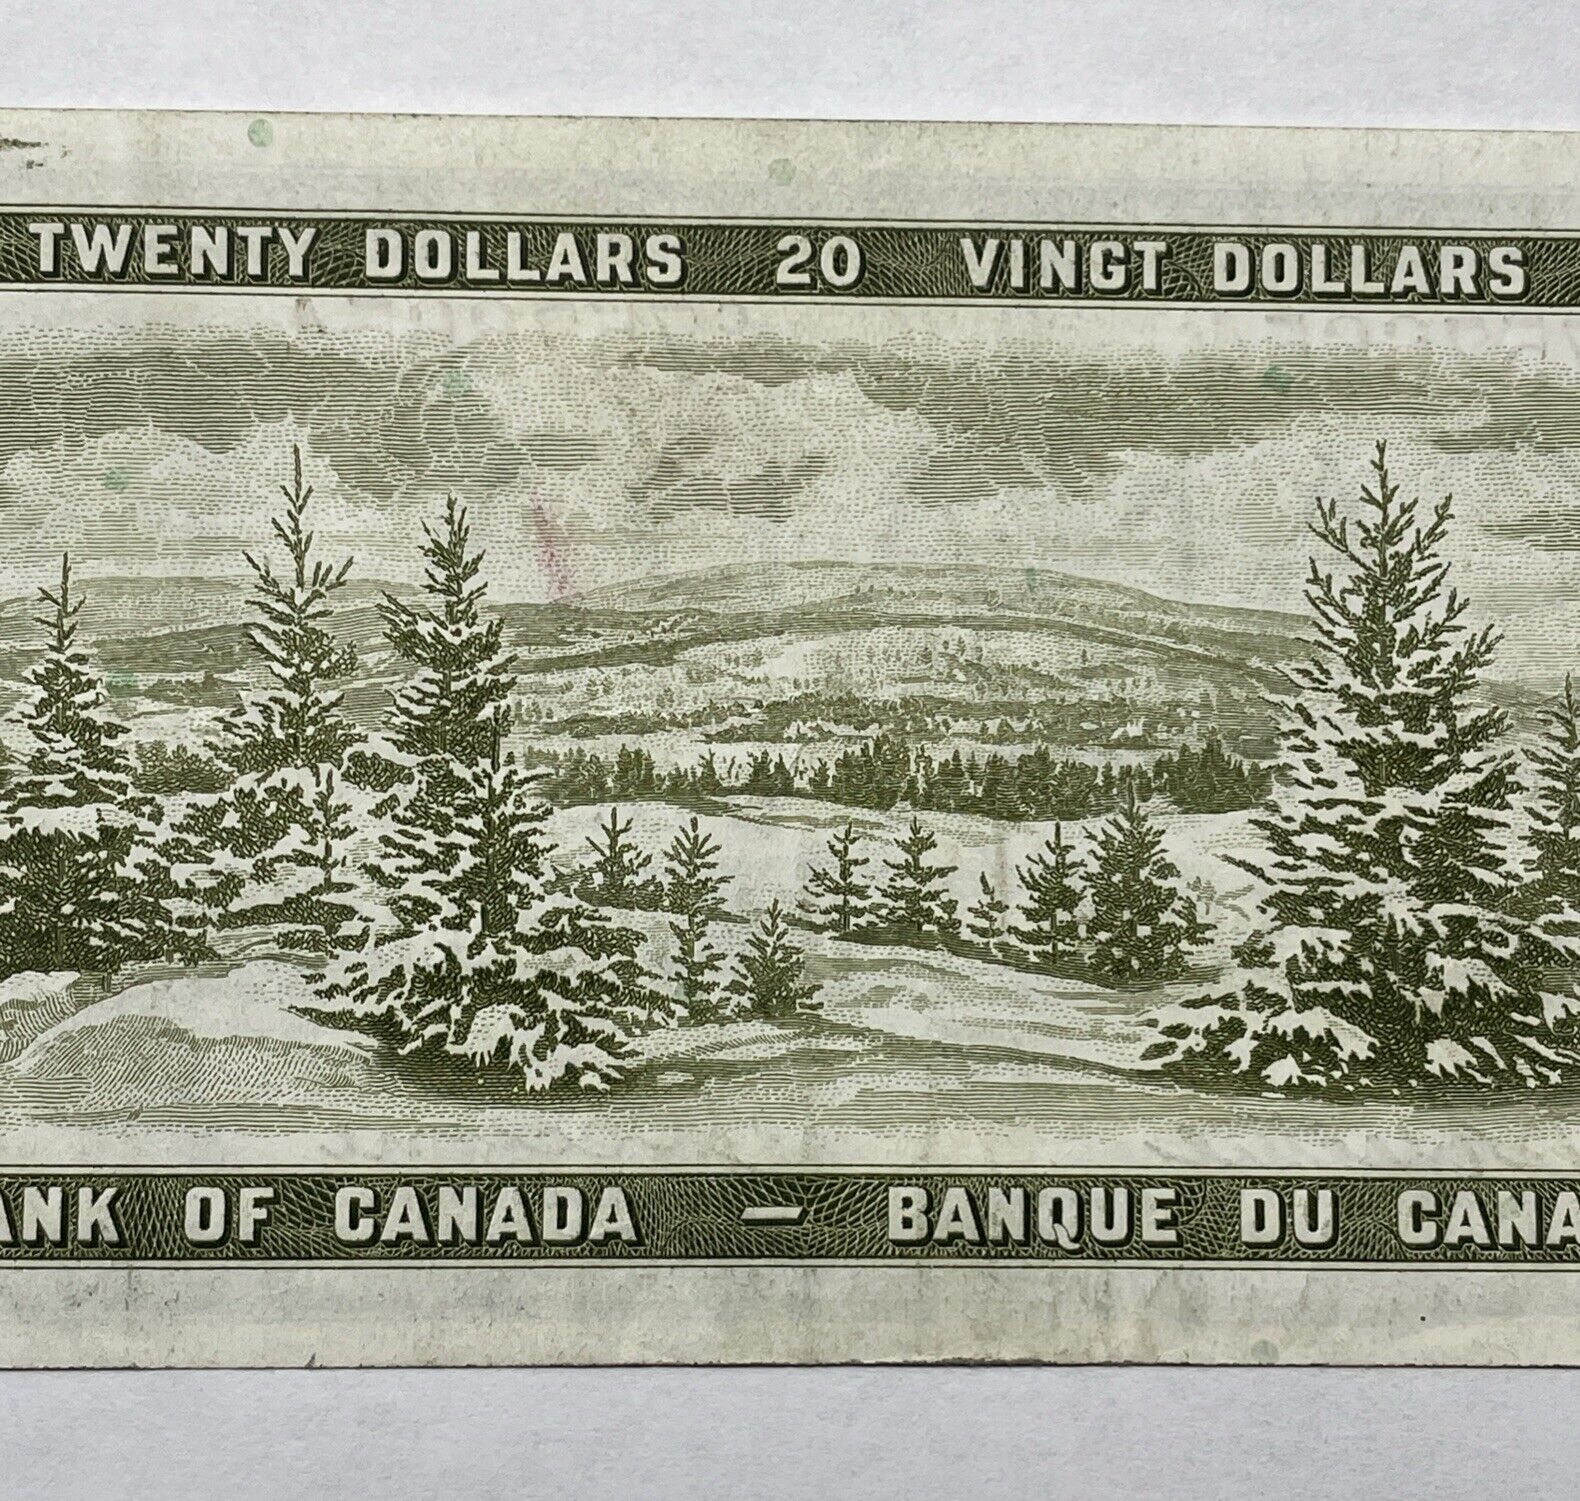 TWENTY DOLLARS 20 VINGT DOLLARS
ANK OF CANADA — BANQUE DU CANA